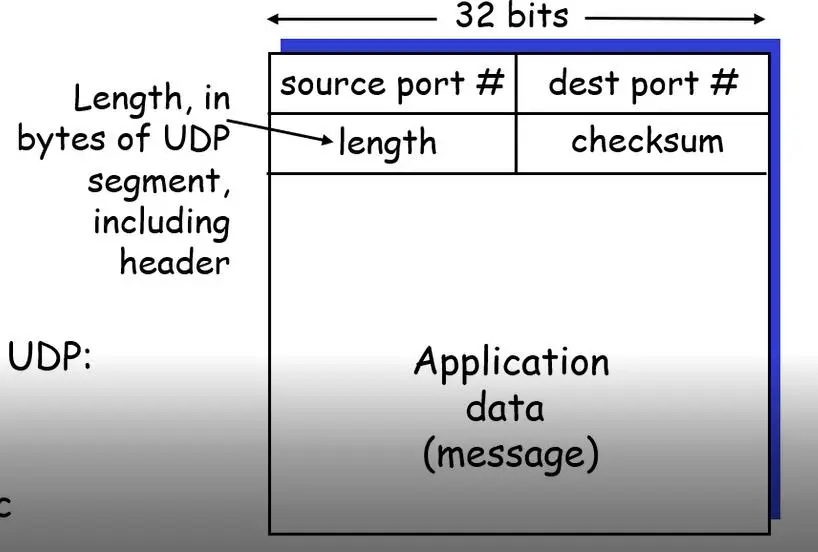 32 bits
source port #
dest port #
Length, in
bytes of UDP
segment,
including
header
length
checksum
UDP:
Application
data
(message)
c